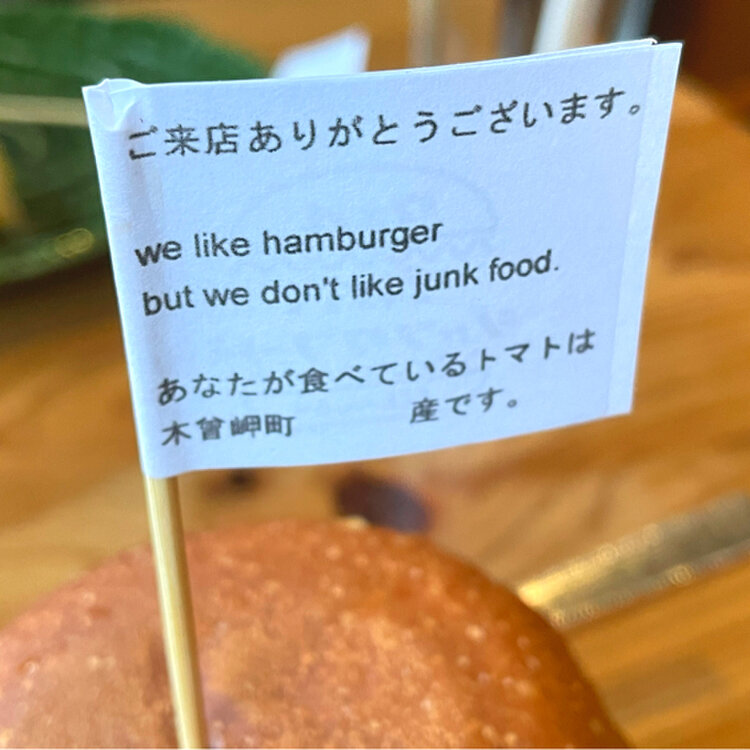 ご来店ありがとうございます。
we like hamburger
but we don't like junk food.
あなたが食べているトマトは
木曾岬町 産です。